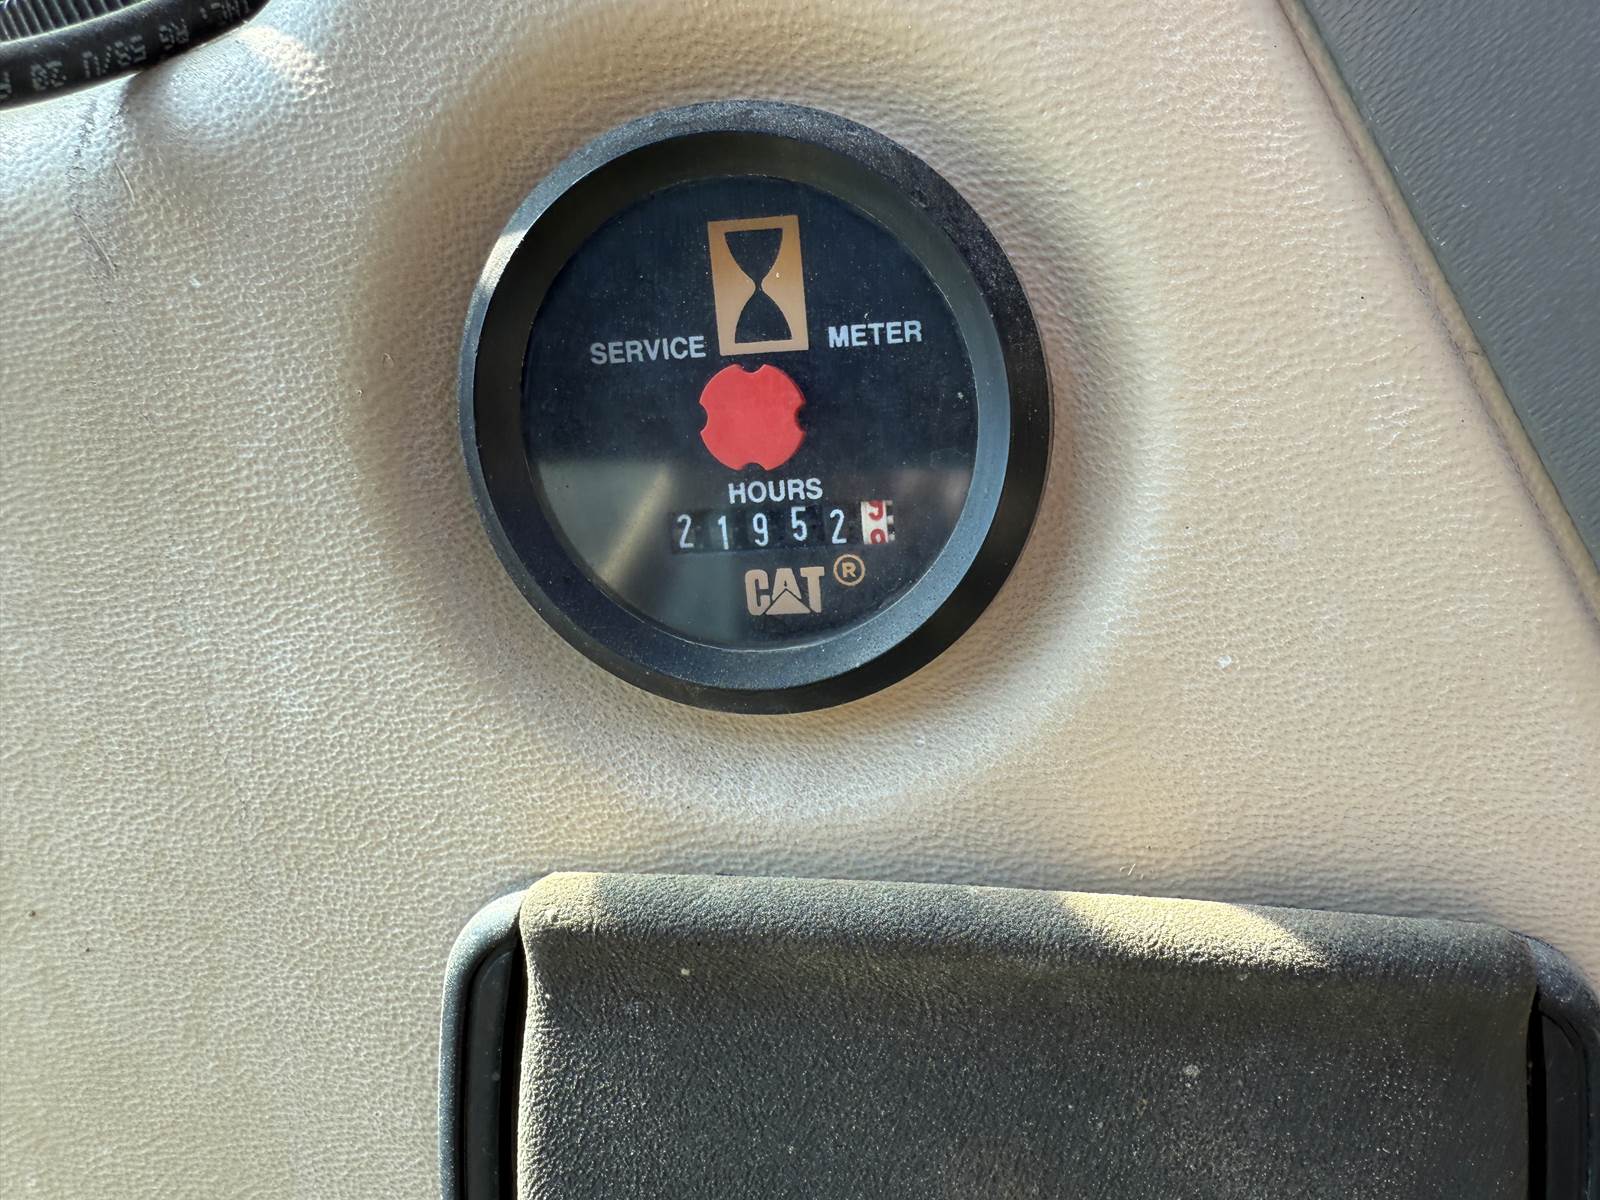 SERVICE METER
HOURS
21952
CAT ®